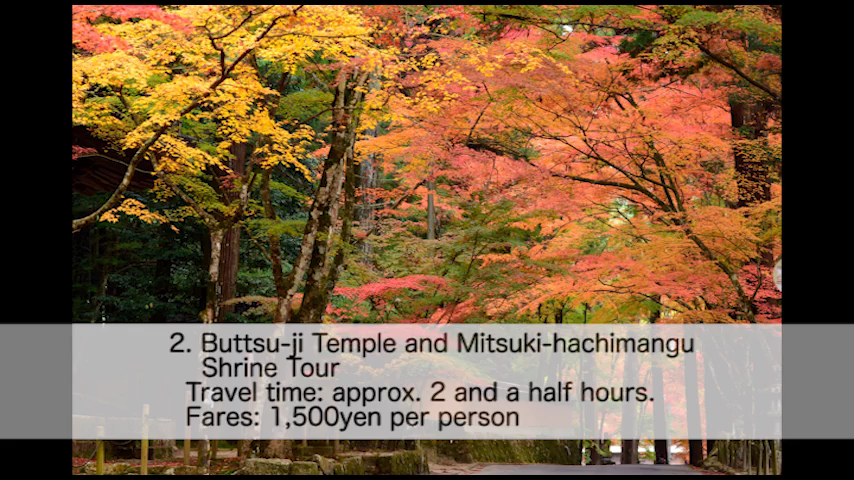 2. Buttsu-ji Temple and Mitsuki-hachimangu
Shrine Tour
Travel time: approx. 2 and a half hours.
Fares: 1,500yen per person